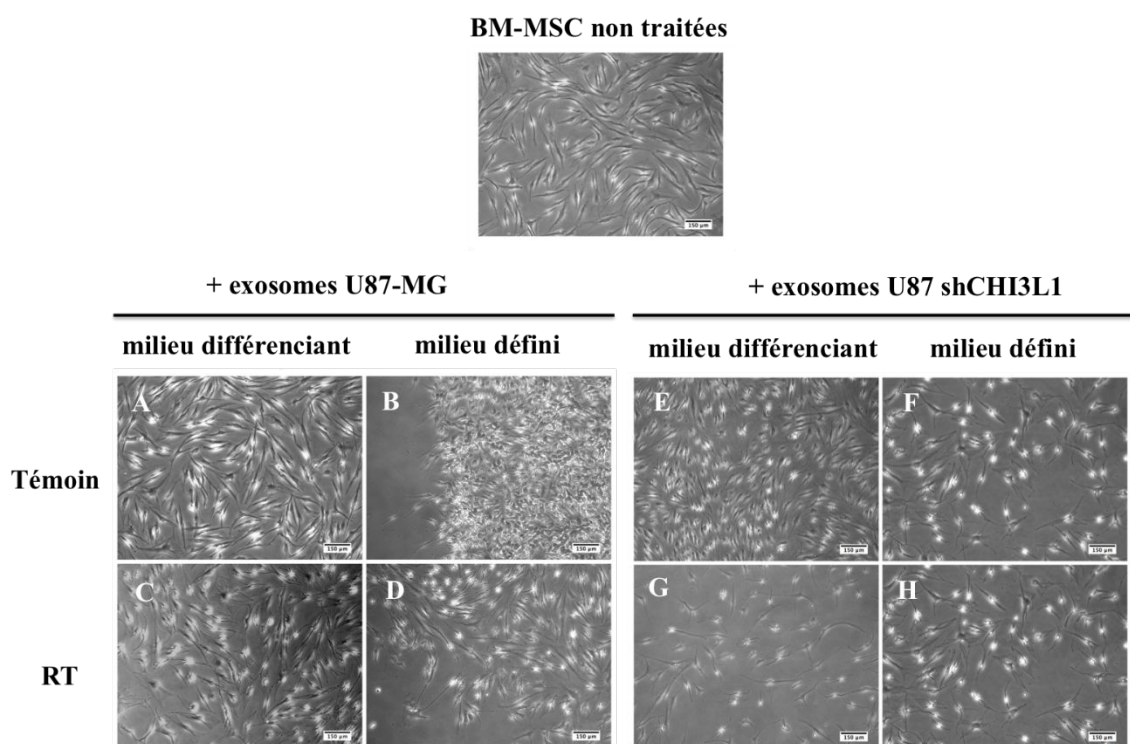 BM-MSC non traitées
150 µm
+ exosomes U87-MG
+ exosomes U87 shCHI3L1
milieu différenciant
milieu défini
milieu différenciant
milieu défini
Témoin
A
150 µm
B
150 µm
E
150 µm
F
150 µm
RT
C
150 µm
D
150 µm
G
150 µm
H
150 µm